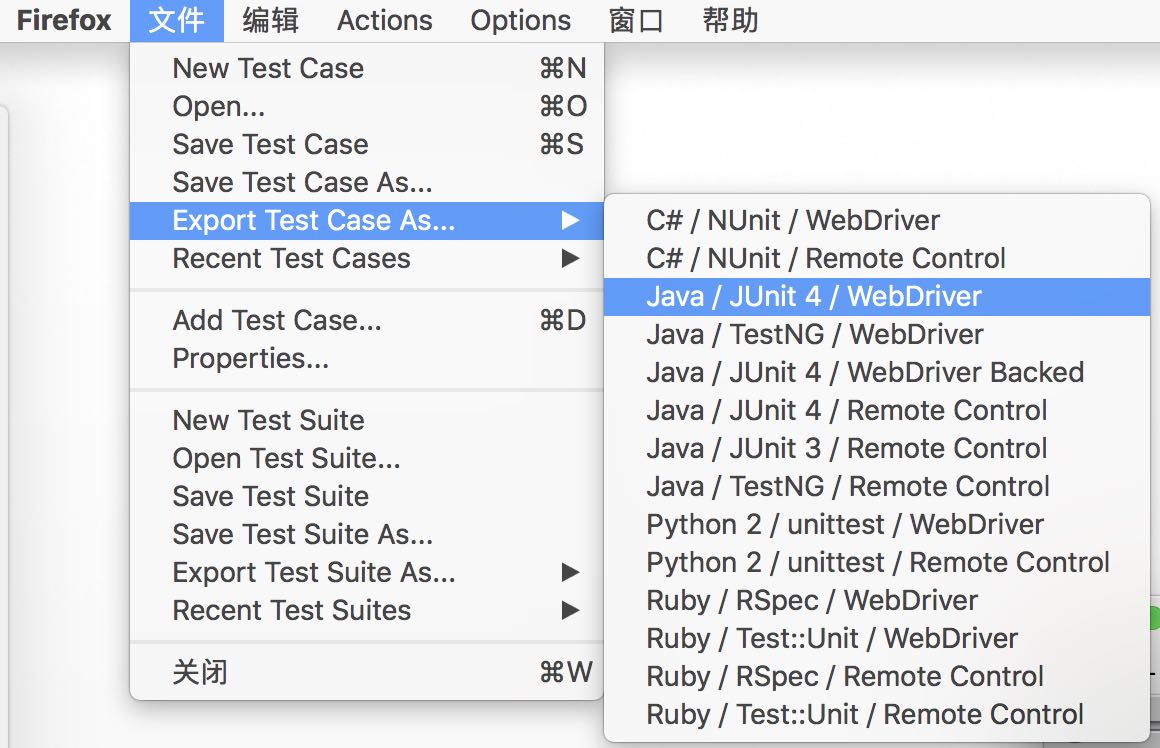 Firefox 文件 编辑 Actions Options 窗口 帮助
New Test Case ⌘N
Open... ⌘O
Save Test Case ⌘S
Save Test Case As...
Export Test Case As... ▶
Recent Test Cases ▶
Add Test Case... ⌘D
Properties...
New Test Suite
Open Test Suite...
Save Test Suite
Save Test Suite As...
Export Test Suite As... ▶
Recent Test Suites ▶
关闭 ⌘W
C# / NUnit / WebDriver
C# / NUnit / Remote Control
Java / JUnit 4 / WebDriver
Java / TestNG / WebDriver
Java / JUnit 4 / WebDriver Backed
Java / JUnit 4 / Remote Control
Java / JUnit 3 / Remote Control
Java / TestNG / Remote Control
Python 2 / unittest / WebDriver
Python 2 / unittest / Remote Control
Ruby / RSpec / WebDriver
Ruby / Test::Unit / WebDriver
Ruby / RSpec / Remote Control
Ruby / Test::Unit / Remote Control